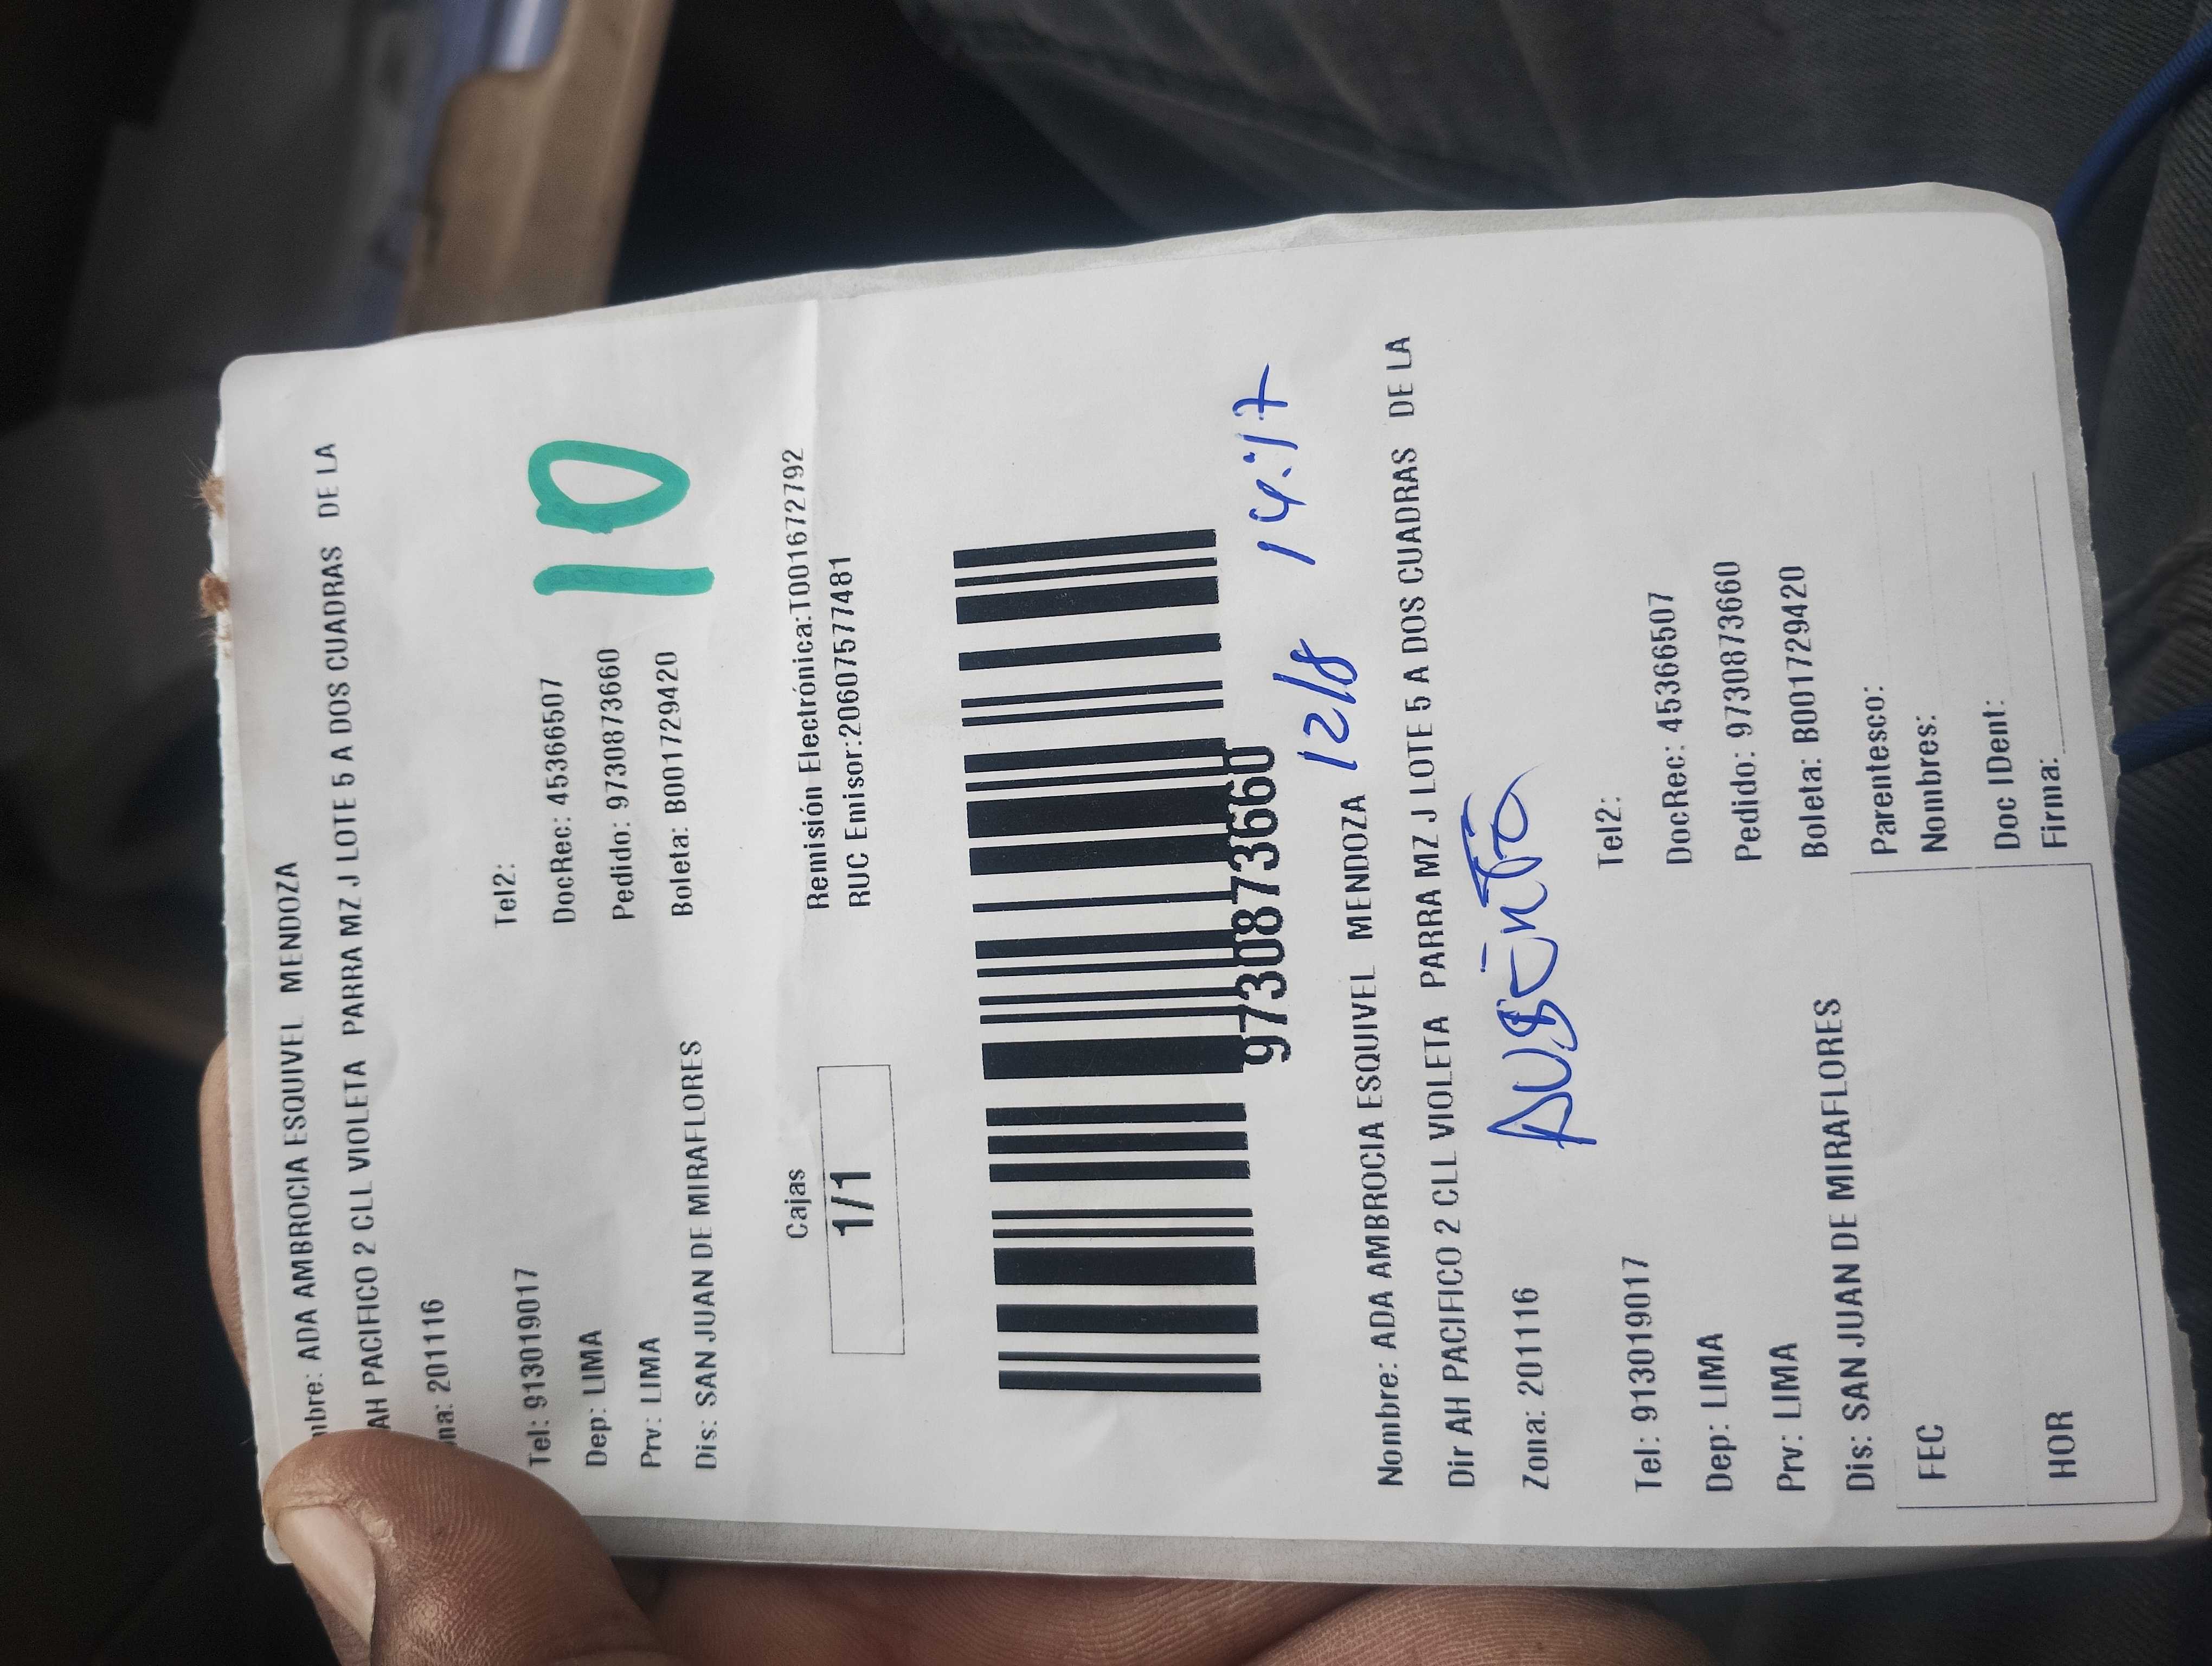 mbre: ADA AMBROCIA ESQUIVEL MENDOZA
AH PACIFICO 2 CLL VIOLETA PARRA MZ J LOTE 5 A DOS CUADRAS DE LA
na: 201116
Tel: 913019017 Tel2:
Dep: LIMA DocRec: 45366507
Prv: LIMA Pedido: 97308873660
Dis: SAN JUAN DE MIRAFLORES Boleta: B001729420
10
Cajas Remisión Electrónica:T001672792
1/1 RUC Emisor:20607577481
97308873660
12/8 14:17
Nombre: ADA AMBROCIA ESQUIVEL MENDOZA
Dir AH PACIFICO 2 CLL VIOLETA PARRA MZ J LOTE 5 A DOS CUADRAS DE LA
Zona: 201116
Tel: 913019017 Tel2:
Dep: LIMA DocRec: 45366507
Prv: LIMA Pedido: 97308873660
Dis: SAN JUAN DE MIRAFLORES Boleta: B001729420
FEC Parentesco:
Nombres:
HOR Doc IDent:
Firma: